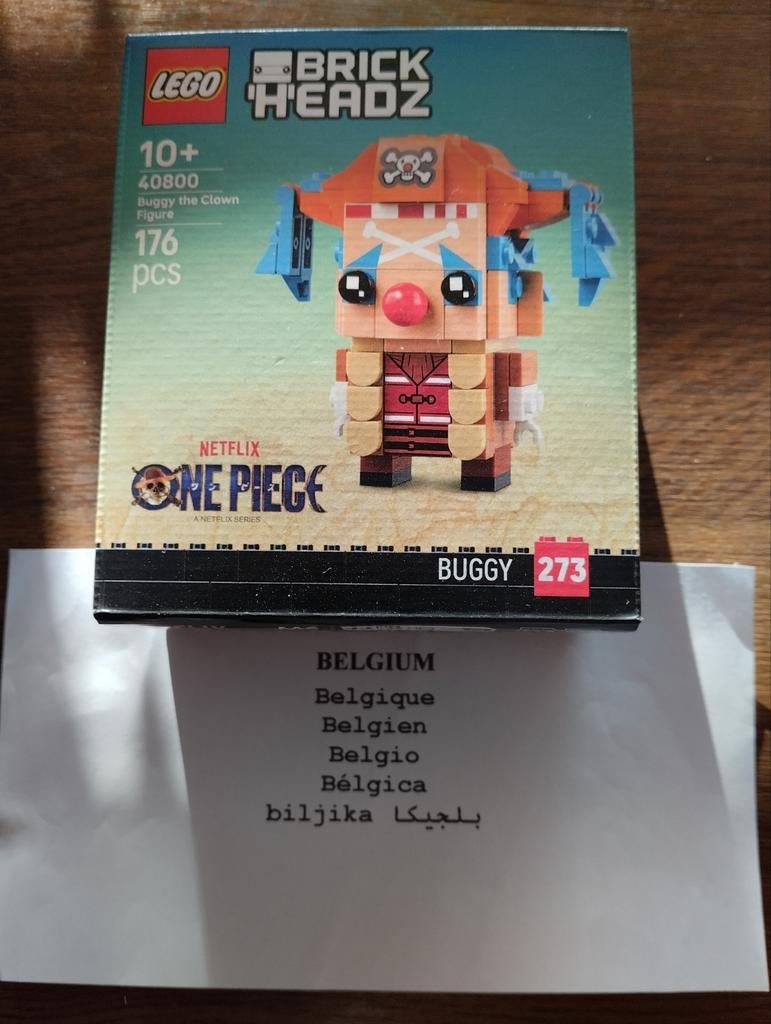 LEGO
BRICK
HEADZ
10+
40800
Buggy the Clown
Figure
176
pcs
NETFLIX
ONE PIECE
A NETFLIX SERIES
BUGGY
273
BELGIUM
Belgique
Belgien
Belgio
Bélgica
biljika بلجيكا